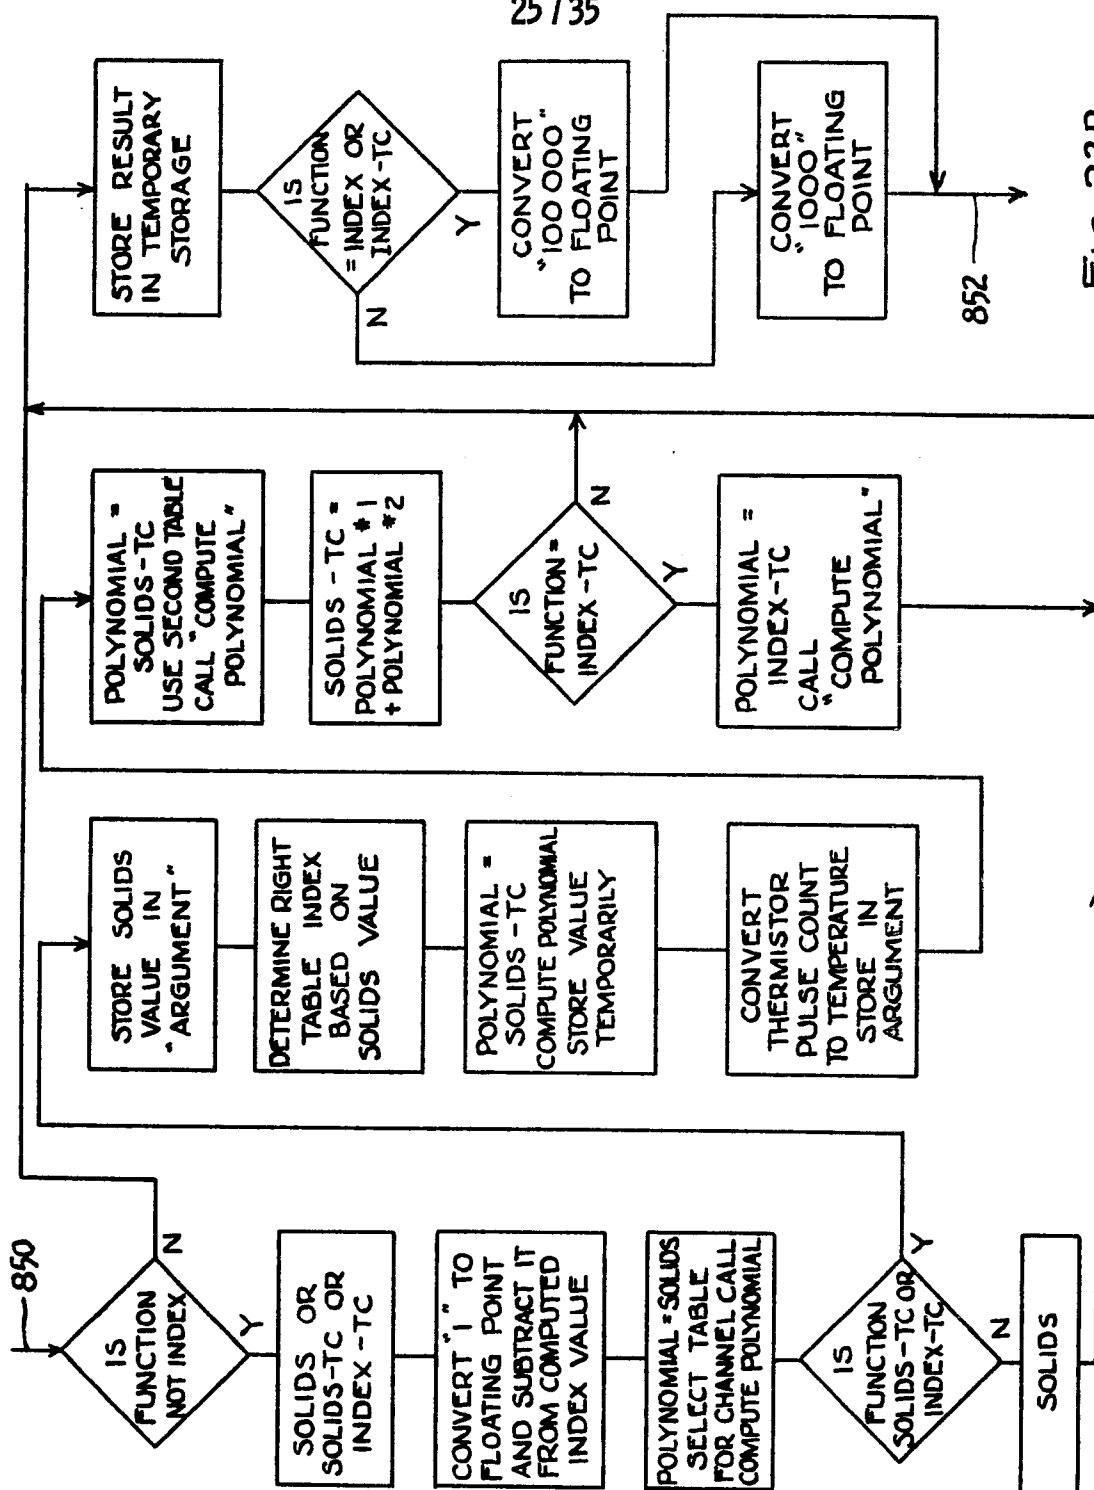 25/35
850
IS
FUNCTION
NOT INDEX
N
Y
SOLIDS OR
SOLIDS-TC OR
INDEX-TC
CONVERT "1" TO
FLOATING POINT
AND SUBTRACT IT
FROM COMPUTED
INDEX VALUE
POLYNOMIAL = SOLIDS
SELECT TABLE
FOR CHANNEL CALL
COMPUTE POLYNOMIAL
IS
FUNCTION
SOLIDS-TC OR
INDEX-TC
Y
N
SOLIDS
STORE SOLIDS
VALUE IN
"ARGUMENT"
DETERMINE RIGHT
TABLE INDEX
BASED ON
SOLIDS VALUE
POLYNOMIAL =
SOLIDS-TC
COMPUTE POLYNOMIAL
STORE VALUE
TEMPORARILY
CONVERT
THERMISTOR
PULSE COUNT
TO TEMPERATURE
STORE IN
ARGUMENT
POLYNOMIAL =
SOLIDS-TC
USE SECOND TABLE
CALL "COMPUTE
POLYNOMIAL"
SOLIDS-TC =
POLYNOMIAL #1
+ POLYNOMIAL #2
IS
FUNCTION =
INDEX-TC
N
Y
POLYNOMIAL =
INDEX-TC
CALL
"COMPUTE
POLYNOMIAL"
STORE RESULT
IN TEMPORARY
STORAGE
IS
FUNCTION
= INDEX OR
INDEX-TC
N
Y
CONVERT
"10000"
TO FLOATING
POINT
CONVERT
"1000"
TO FLOATING
POINT
852